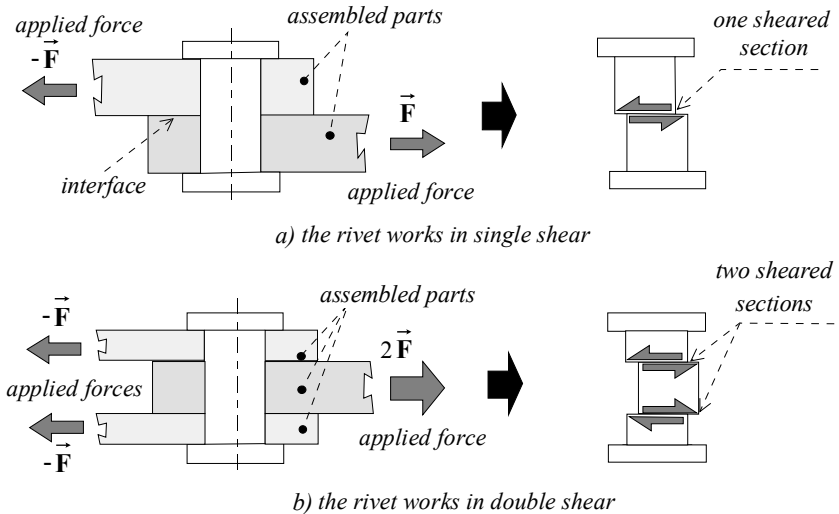 applied force
-F
assembled parts
one sheared
section
F
interface
applied force
a) the rivet works in single shear
-F
assembled parts
two sheared
sections
2F
applied forces
applied force
-F
b) the rivet works in double shear